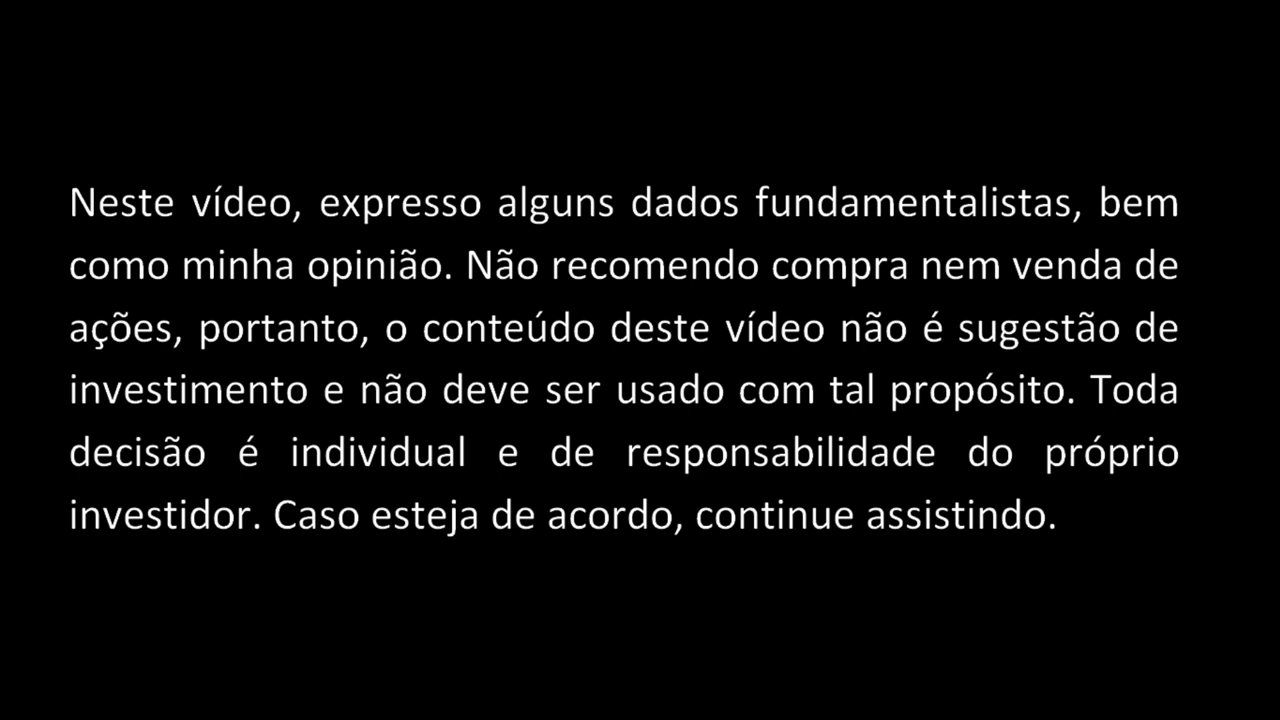 Neste vídeo, expresso alguns dados fundamentalistas, bem
como minha opinião. Não recomendo compra nem venda de
ações, portanto, o conteúdo deste vídeo não é sugestão de
investimento e não deve ser usado com tal propósito. Toda
decisão é individual e de responsabilidade do próprio
investidor. Caso esteja de acordo, continue assistindo.